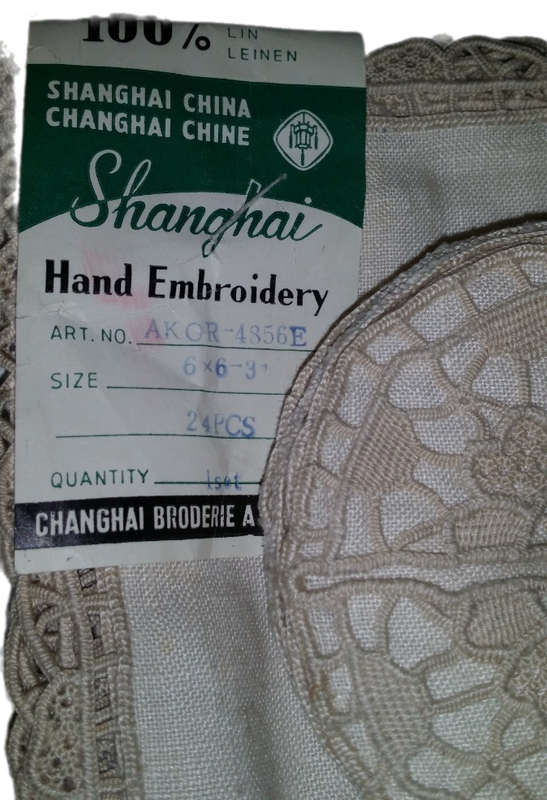 100% LIN
LEINEN
SHANGHAI CHINA
CHANGHAI CHINE
Shanghai
Hand Embroidery
ART. NO. AKOR-4856E
SIZE 6×6-3
24PCS
QUANTITY 1set
CHANGHAI BRODERIE A